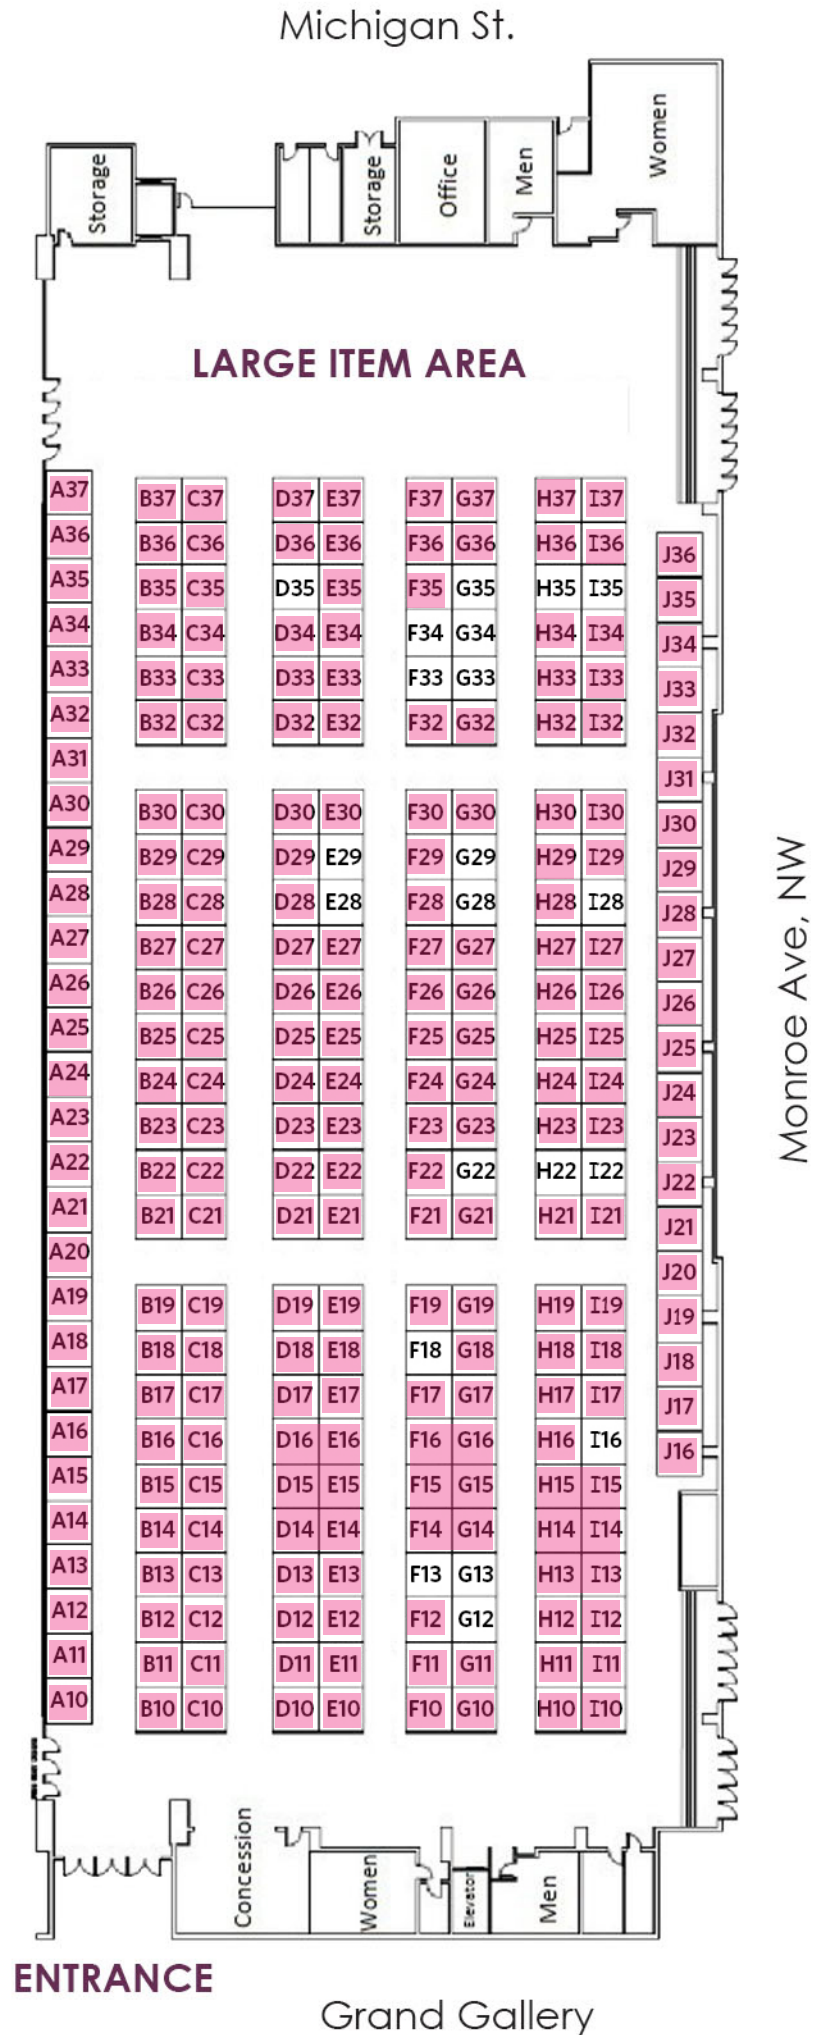 Michigan St.
Women
Storage
Storage
Office
Men
LARGE ITEM AREA
A37 B37 C37 D37 E37 F37 G37 H37 I37
A36 B36 C36 D36 E36 F36 G36 H36 I36 J36
A35 B35 C35 D35 E35 F35 G35 H35 I35 J35
A34 B34 C34 D34 E34 F34 G34 H34 I34 J34
A33 B33 C33 D33 E33 F33 G33 H33 I33 J33
A32 B32 C32 D32 E32 F32 G32 H32 I32 J32
A31 J31
A30 B30 C30 D30 E30 F30 G30 H30 I30 J30
A29 B29 C29 D29 E29 F29 G29 H29 I29 J29
A28 B28 C28 D28 E28 F28 G28 H28 I28 J28
A27 B27 C27 D27 E27 F27 G27 H27 I27 J27
A26 B26 C26 D26 E26 F26 G26 H26 I26 J26
A25 B25 C25 D25 E25 F25 G25 H25 I25 J25
A24 B24 C24 D24 E24 F24 G24 H24 I24 J24
A23 B23 C23 D23 E23 F23 G23 H23 I23 J23
A22 B22 C22 D22 E22 F22 G22 H22 I22 J22
A21 B21 C21 D21 E21 F21 G21 H21 I21 J21
A20 J20
A19 B19 C19 D19 E19 F19 G19 H19 I19 J19
A18 B18 C18 D18 E18 F18 G18 H18 I18 J18
A17 B17 C17 D17 E17 F17 G17 H17 I17 J17
A16 B16 C16 D16 E16 F16 G16 H16 I16 J16
A15 B15 C15 D15 E15 F15 G15 H15 I15
A14 B14 C14 D14 E14 F14 G14 H14 I14
A13 B13 C13 D13 E13 F13 G13 H13 I13
A12 B12 C12 D12 E12 F12 G12 H12 I12
A11 B11 C11 D11 E11 F11 G11 H11 I11
A10 B10 C10 D10 E10 F10 G10 H10 I10
Monroe Ave, NW
Concession
Women
Elevator
Men
ENTRANCE
Grand Gallery